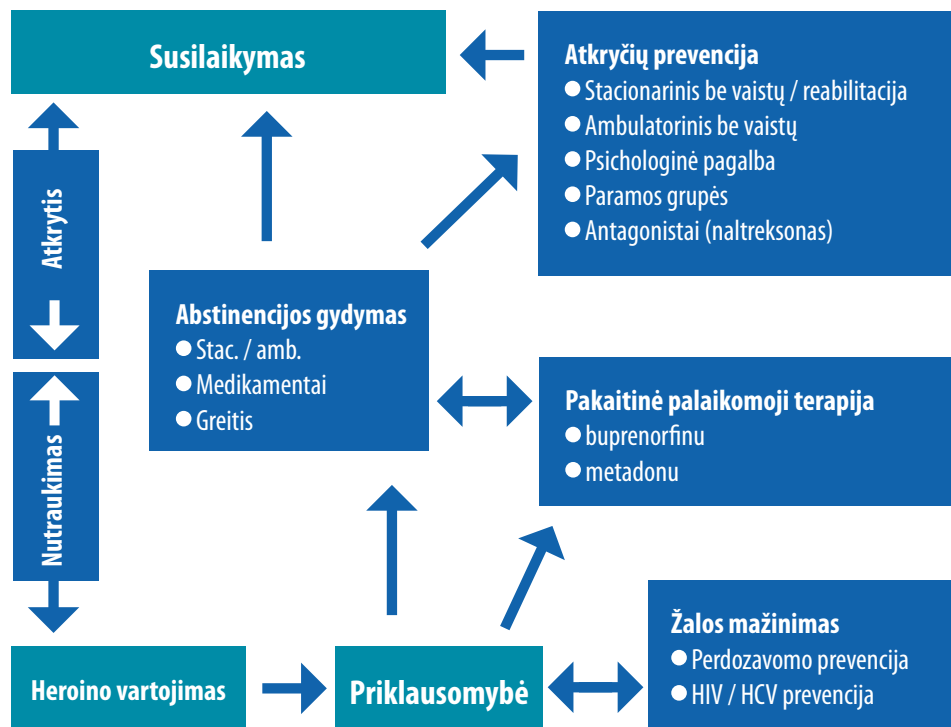 Susilaikymas
Atkryčių prevencija
● Stacionarinis be vaistų / reabilitacija
● Ambulatorinis be vaistų
● Psichologinė pagalba
● Paramos grupės
● Antagonistai (naltreksonas)
Atkrytis
Abstinencijos gydymas
● Stac. / amb.
● Medikamentai
● Greitis
Pakaitinė palaikomoji terapija
● buprenorfinu
● metadonu
Nutraukimas
Žalos mažinimas
● Perdozavomo prevencija
● HIV / HCV prevencija
Heroino vartojimas
Priklausomybė